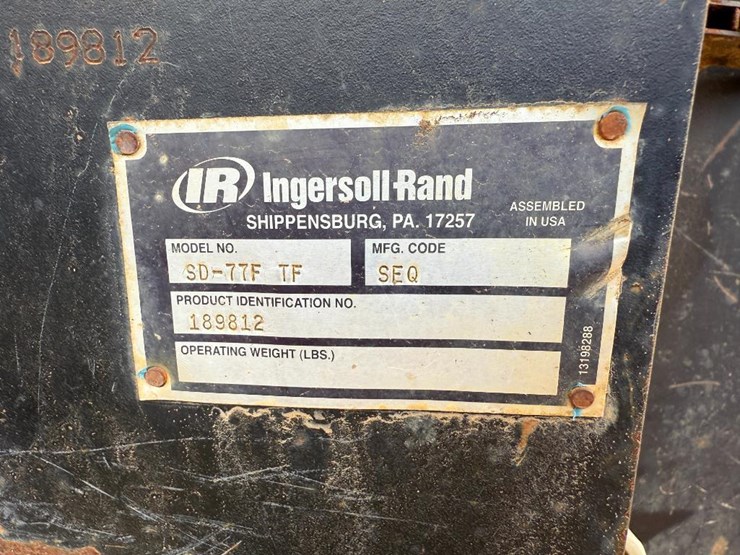 189812
IR Ingersoll-Rand
SHIPPENSBURG, PA. 17257
ASSEMBLED
IN USA
MODEL NO.
SD-77F TF
MFG. CODE
SEQ
PRODUCT IDENTIFICATION NO.
189812
OPERATING WEIGHT (LBS.)
13198288